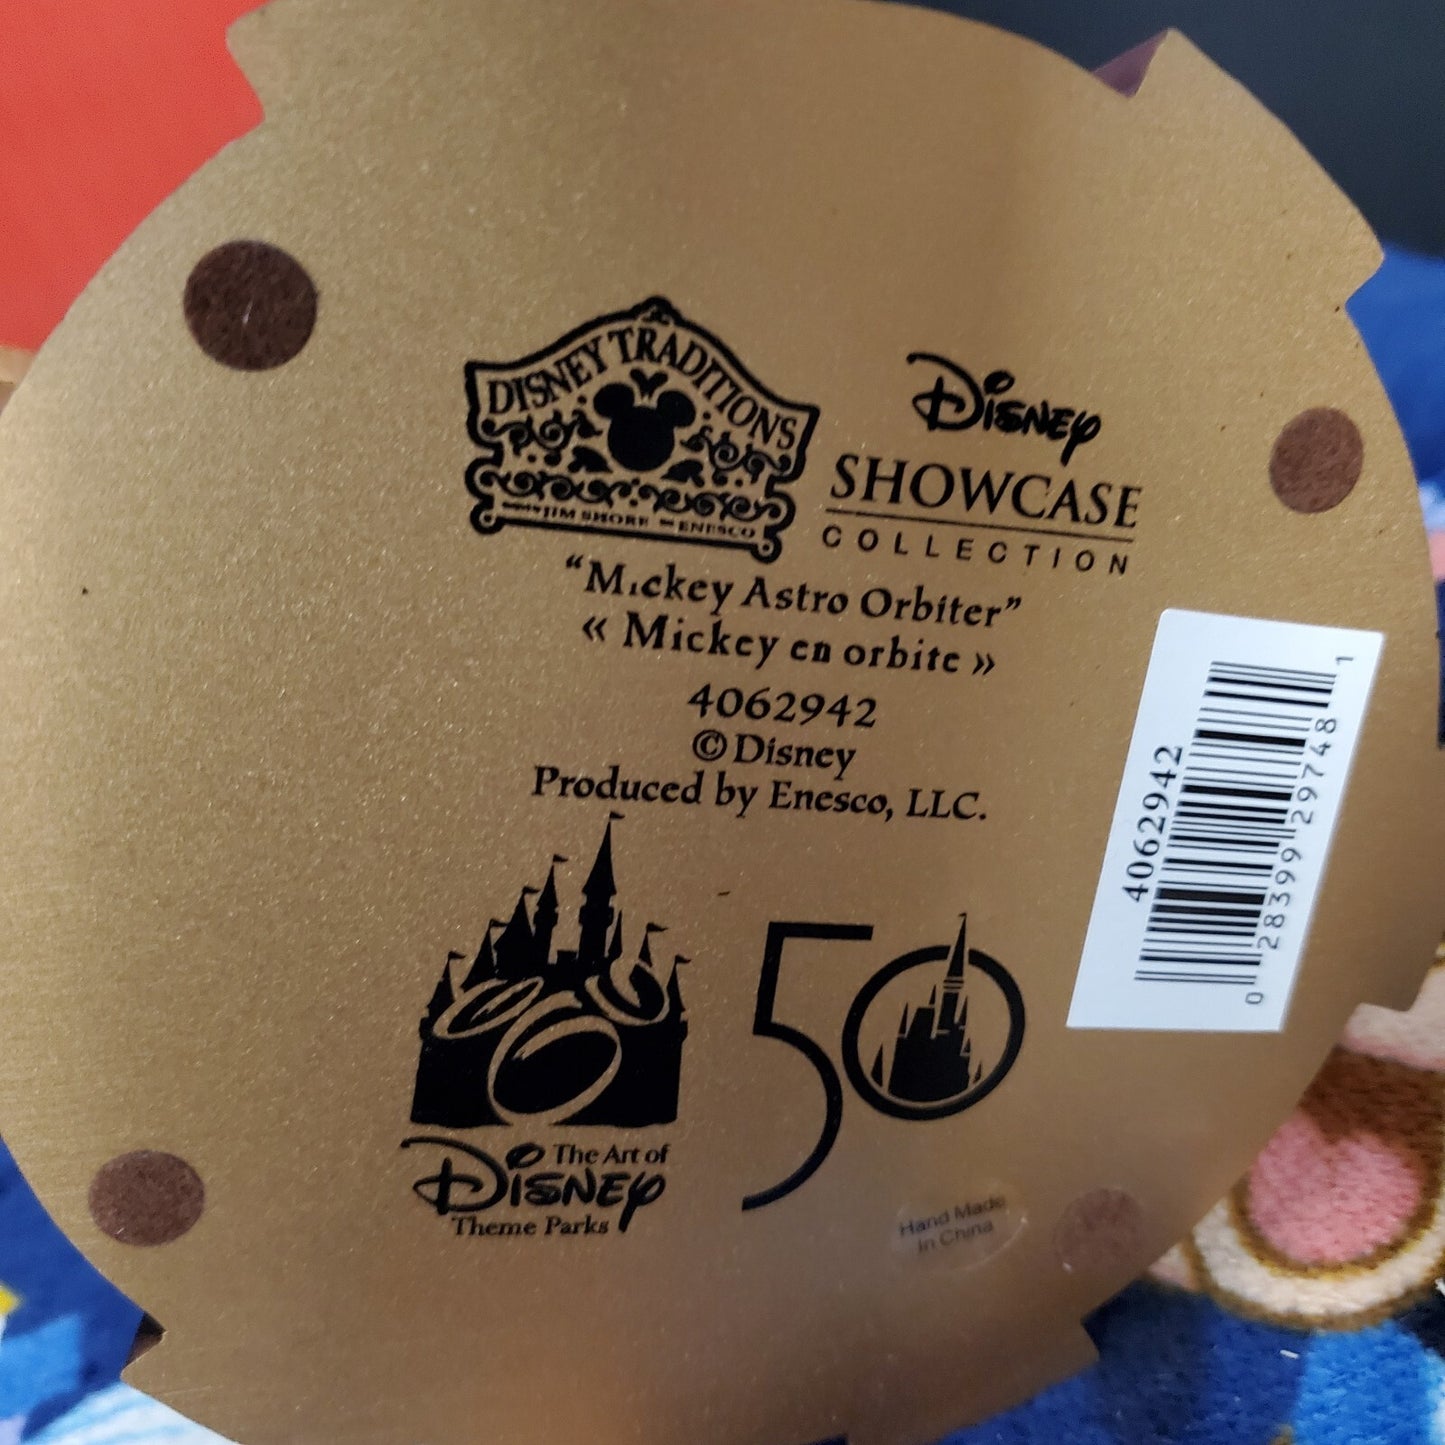 DISNEY TRADITIONS
JIM SHORE ENESCO
Disney
SHOWCASE
COLLECTION
“Mickey Astro Orbiter”
« Mickey en orbite »
4062942
© Disney
Produced by Enesco, LLC.
The Art of
Disney
Theme Parks
50
Hand Made
In China
4062942
0 28399 29748 1